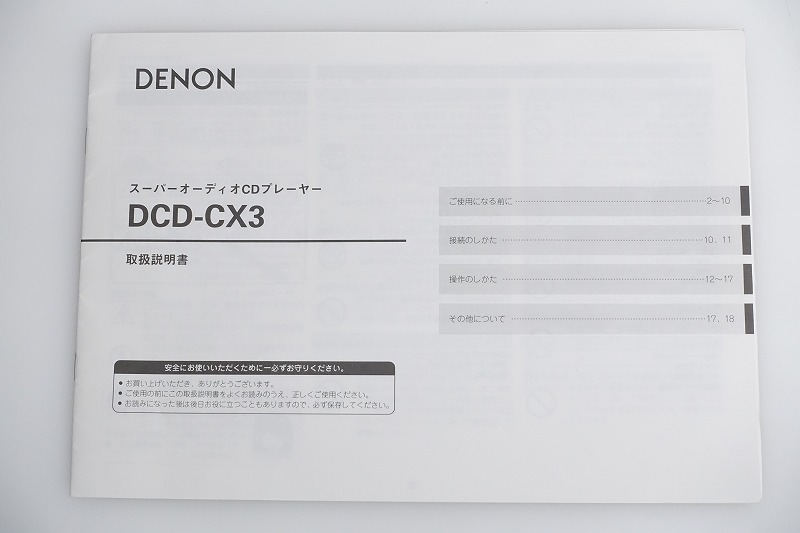 DENON
スーパーオーディオCDプレーヤー
DCD-CX3
取扱説明書
ご使用になる前に 2～10
接続のしかた 10、11
操作のしかた 12～17
その他について 17、18
安全にお使いいただくために―必ずお守りください。
● お買い上げいただき、ありがとうございます。
● ご使用の前にこの取扱説明書をよくお読みのうえ、正しくご使用ください。
● お読みになった後は後日お役に立つこともありますので、必ず保存してください。